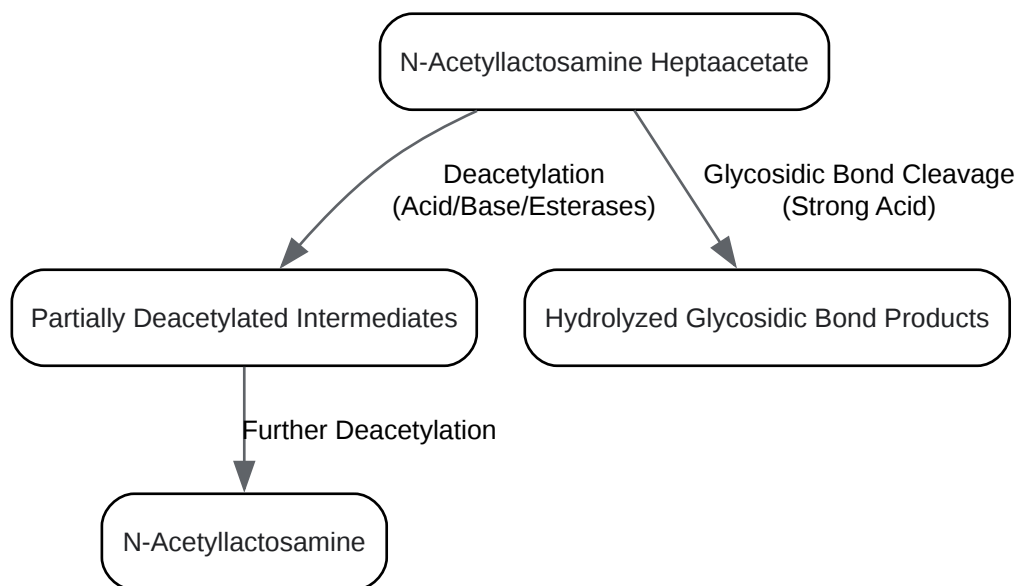 N-Acetyllactosamine Heptaacetate
Deacetylation
(Acid/Base/Esterases)
Glycosidic Bond Cleavage
(Strong Acid)
Partially Deacetylated Intermediates
Hydrolyzed Glycosidic Bond Products
Further Deacetylation
N-Acetyllactosamine